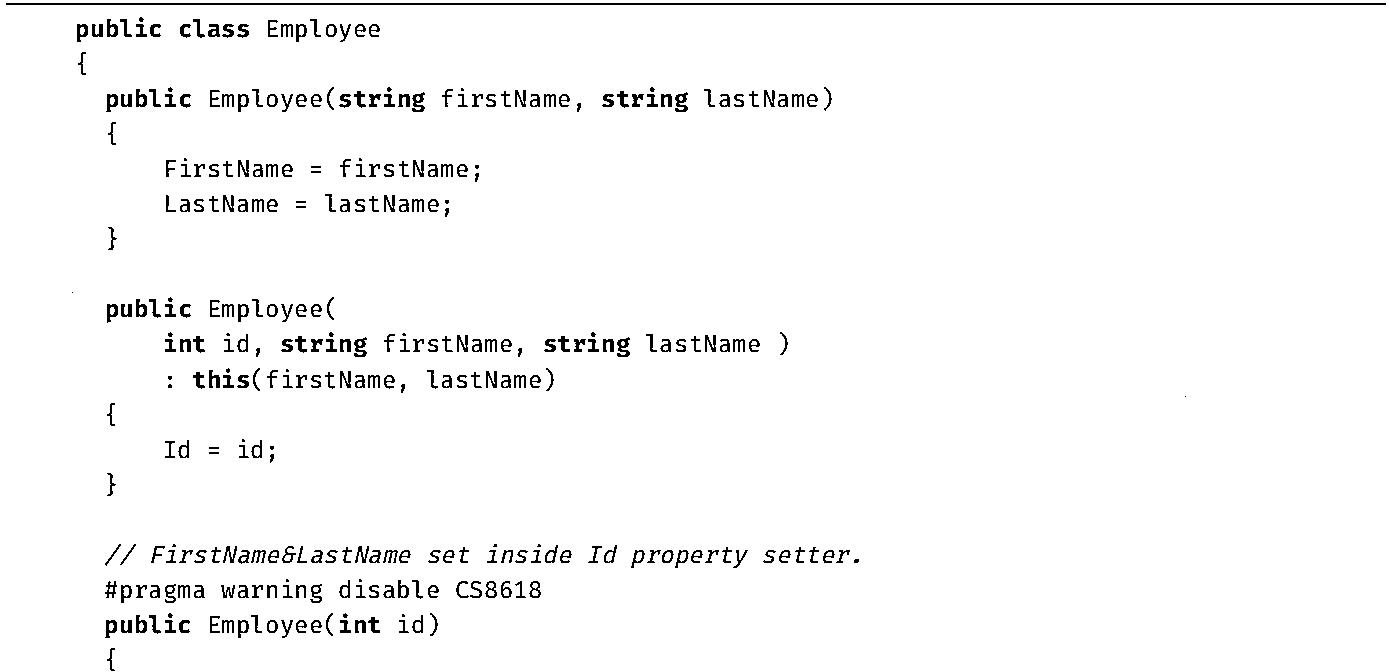 public class Employee
{
  public Employee(string firstName, string lastName)
  {
      FirstName = firstName;
      LastName = lastName;
  }

  public Employee(
      int id, string firstName, string lastName )
      : this(firstName, lastName)
  {
      Id = id;
  }

  // FirstName&LastName set inside Id property setter.
  #pragma warning disable CS8618
  public Employee(int id)
  {